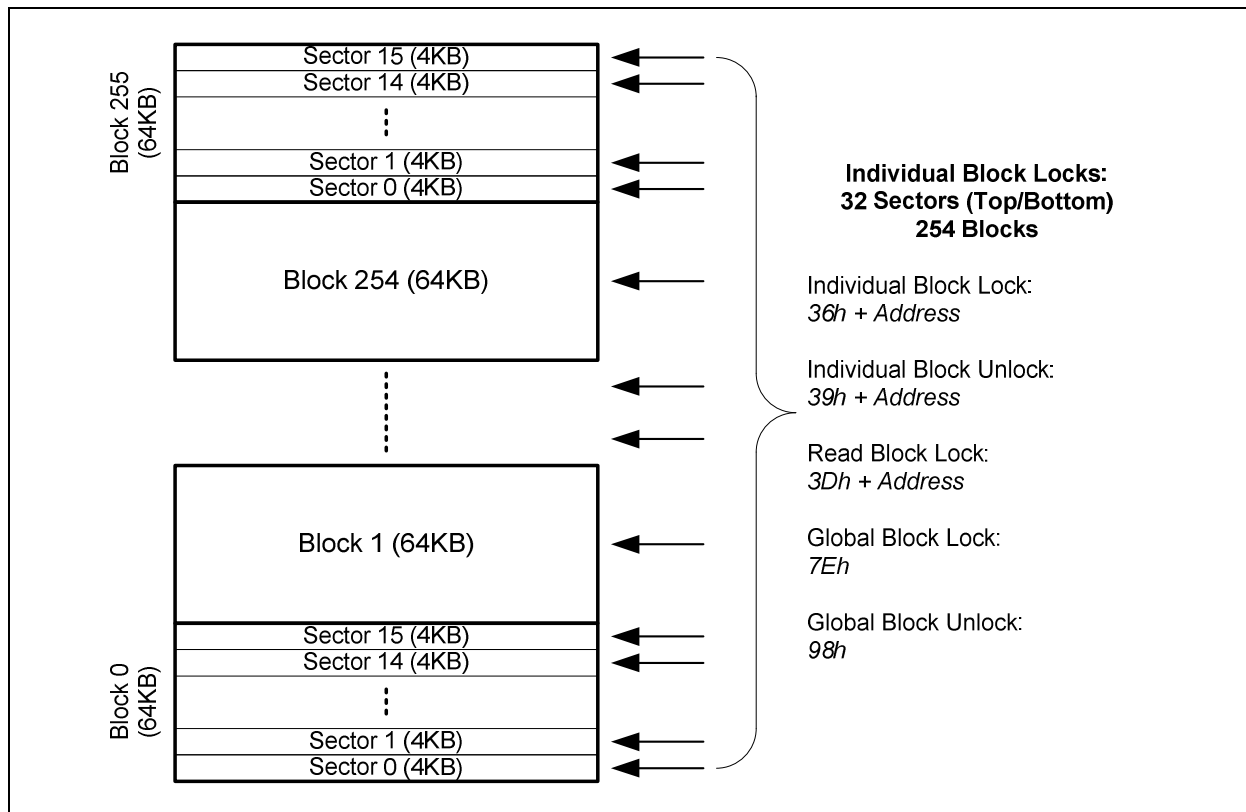 Block 255
(64KB)
Sector 15 (4KB)
Sector 14 (4KB)
Sector 1 (4KB)
Sector 0 (4KB)
Block 254 (64KB)
Block 1 (64KB)
Block 0
(64KB)
Sector 15 (4KB)
Sector 14 (4KB)
Sector 1 (4KB)
Sector 0 (4KB)
Individual Block Locks:
32 Sectors (Top/Bottom)
254 Blocks
Individual Block Lock:
36h + Address
Individual Block Unlock:
39h + Address
Read Block Lock:
3Dh + Address
Global Block Lock:
7Eh
Global Block Unlock:
98h